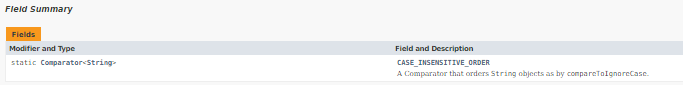 Field Summary
Fields
Modifier and Type Field and Description
static Comparator<String> CASE_INSENSITIVE_ORDER
A Comparator that orders String objects as by compareToIgnoreCase.